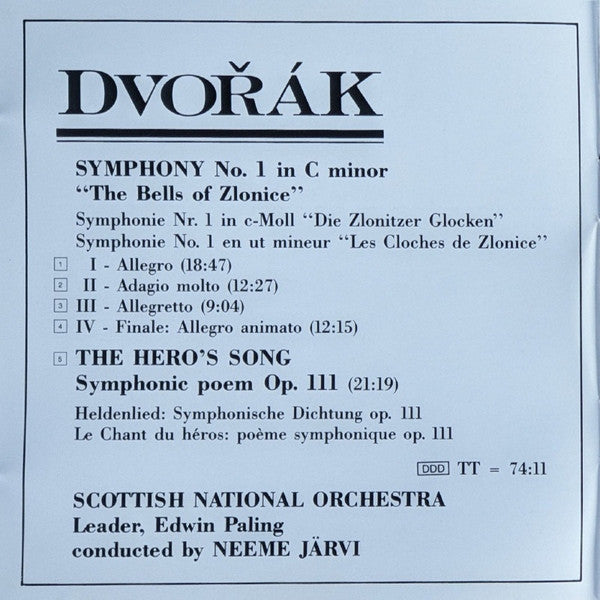 DVOŘÁK
SYMPHONY No. 1 in C minor
“The Bells of Zlonice”
Symphonie Nr. 1 in c-Moll “Die Zlonitzer Glocken”
Symphonie No. 1 en ut mineur “Les Cloches de Zlonice”
1 I - Allegro (18:47)
2 II - Adagio molto (12:27)
3 III - Allegretto (9:04)
4 IV - Finale: Allegro animato (12:15)
5 THE HERO'S SONG
Symphonic poem Op. 111 (21:19)
Heldenlied: Symphonische Dichtung op. 111
Le Chant du héros: poème symphonique op. 111
DDD TT = 74:11
SCOTTISH NATIONAL ORCHESTRA
Leader, Edwin Paling
conducted by NEEME JÄRVI